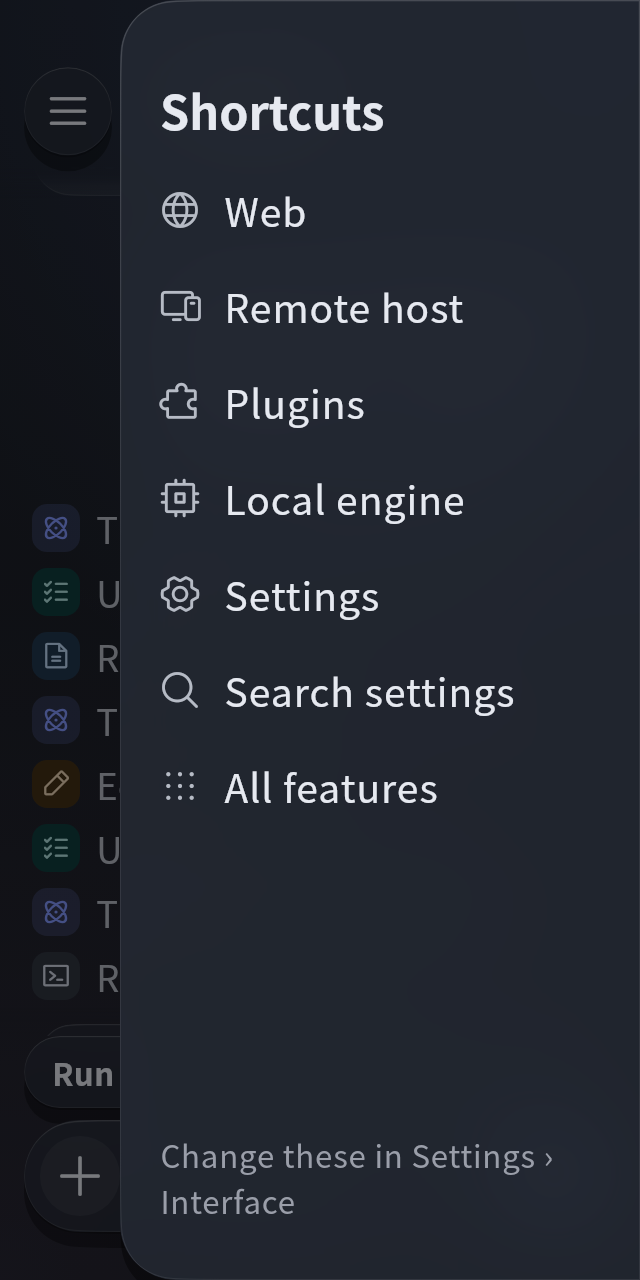 Shortcuts
Web
Remote host
Plugins
Local engine
Settings
Search settings
All features
T
U
R
T
E
U
T
R
Run
Change these in Settings ›
Interface